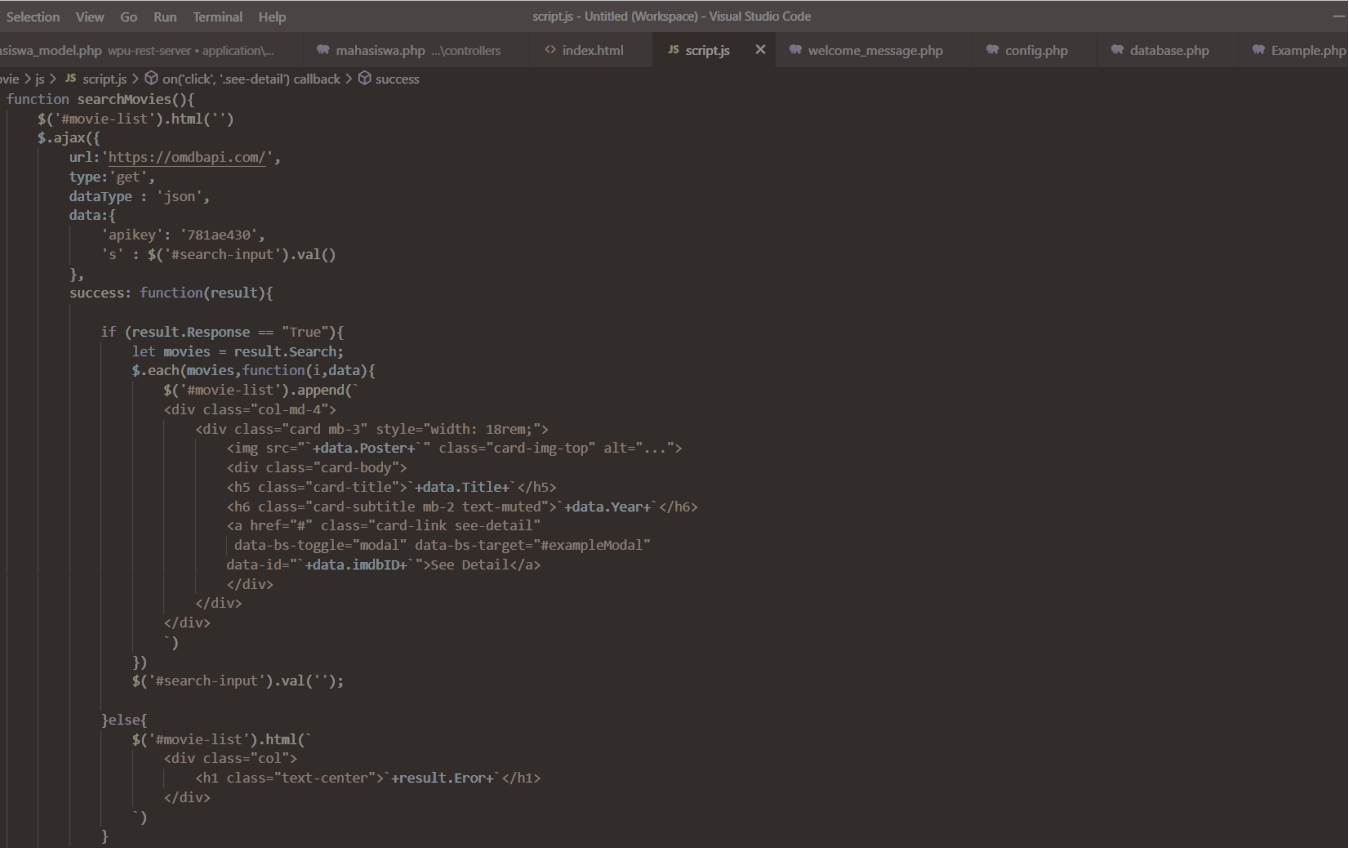 Selection View Go Run Terminal Help script.js - Untitled (Workspace) - Visual Studio Code
asiswa_model.php wpu-rest-server • application\... mahasiswa.php ...\controllers <> index.html JS script.js × welcome_message.php config.php database.php Example.php
ovie > js > JS script.js > on('click', '.see-detail') callback > success
function searchMovies(){
    $('#movie-list').html('')
    $.ajax({
        url:'https://omdbapi.com/',
        type:'get',
        dataType : 'json',
        data:{
            'apikey': '781ae430',
            's' : $('#search-input').val()
        },
        success: function(result){
            if (result.Response == "True"){
                let movies = result.Search;
                $.each(movies,function(i,data){
                    $('#movie-list').append(`
                    <div class="col-md-4">
                        <div class="card mb-3" style="width: 18rem;">
                            <img src="`+data.Poster+`" class="card-img-top" alt="...">
                            <div class="card-body">
                            <h5 class="card-title">`+data.Title+`</h5>
                            <h6 class="card-subtitle mb-2 text-muted">`+data.Year+`</h6>
                            <a href="#" class="card-link see-detail"
                             data-bs-toggle="modal" data-bs-target="#exampleModal"
                            data-id="`+data.imdbID+`">See Detail</a>
                            </div>
                        </div>
                    </div>
                    `)
                })
                $('#search-input').val('');
            }else{
                $('#movie-list').html(`
                    <div class="col">
                        <h1 class="text-center">`+result.Eror+`</h1>
                    </div>
                `)
            }